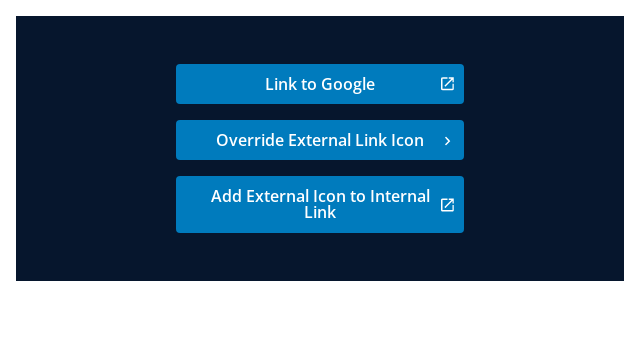 Link to Google
Override External Link Icon
Add External Icon to Internal
Link